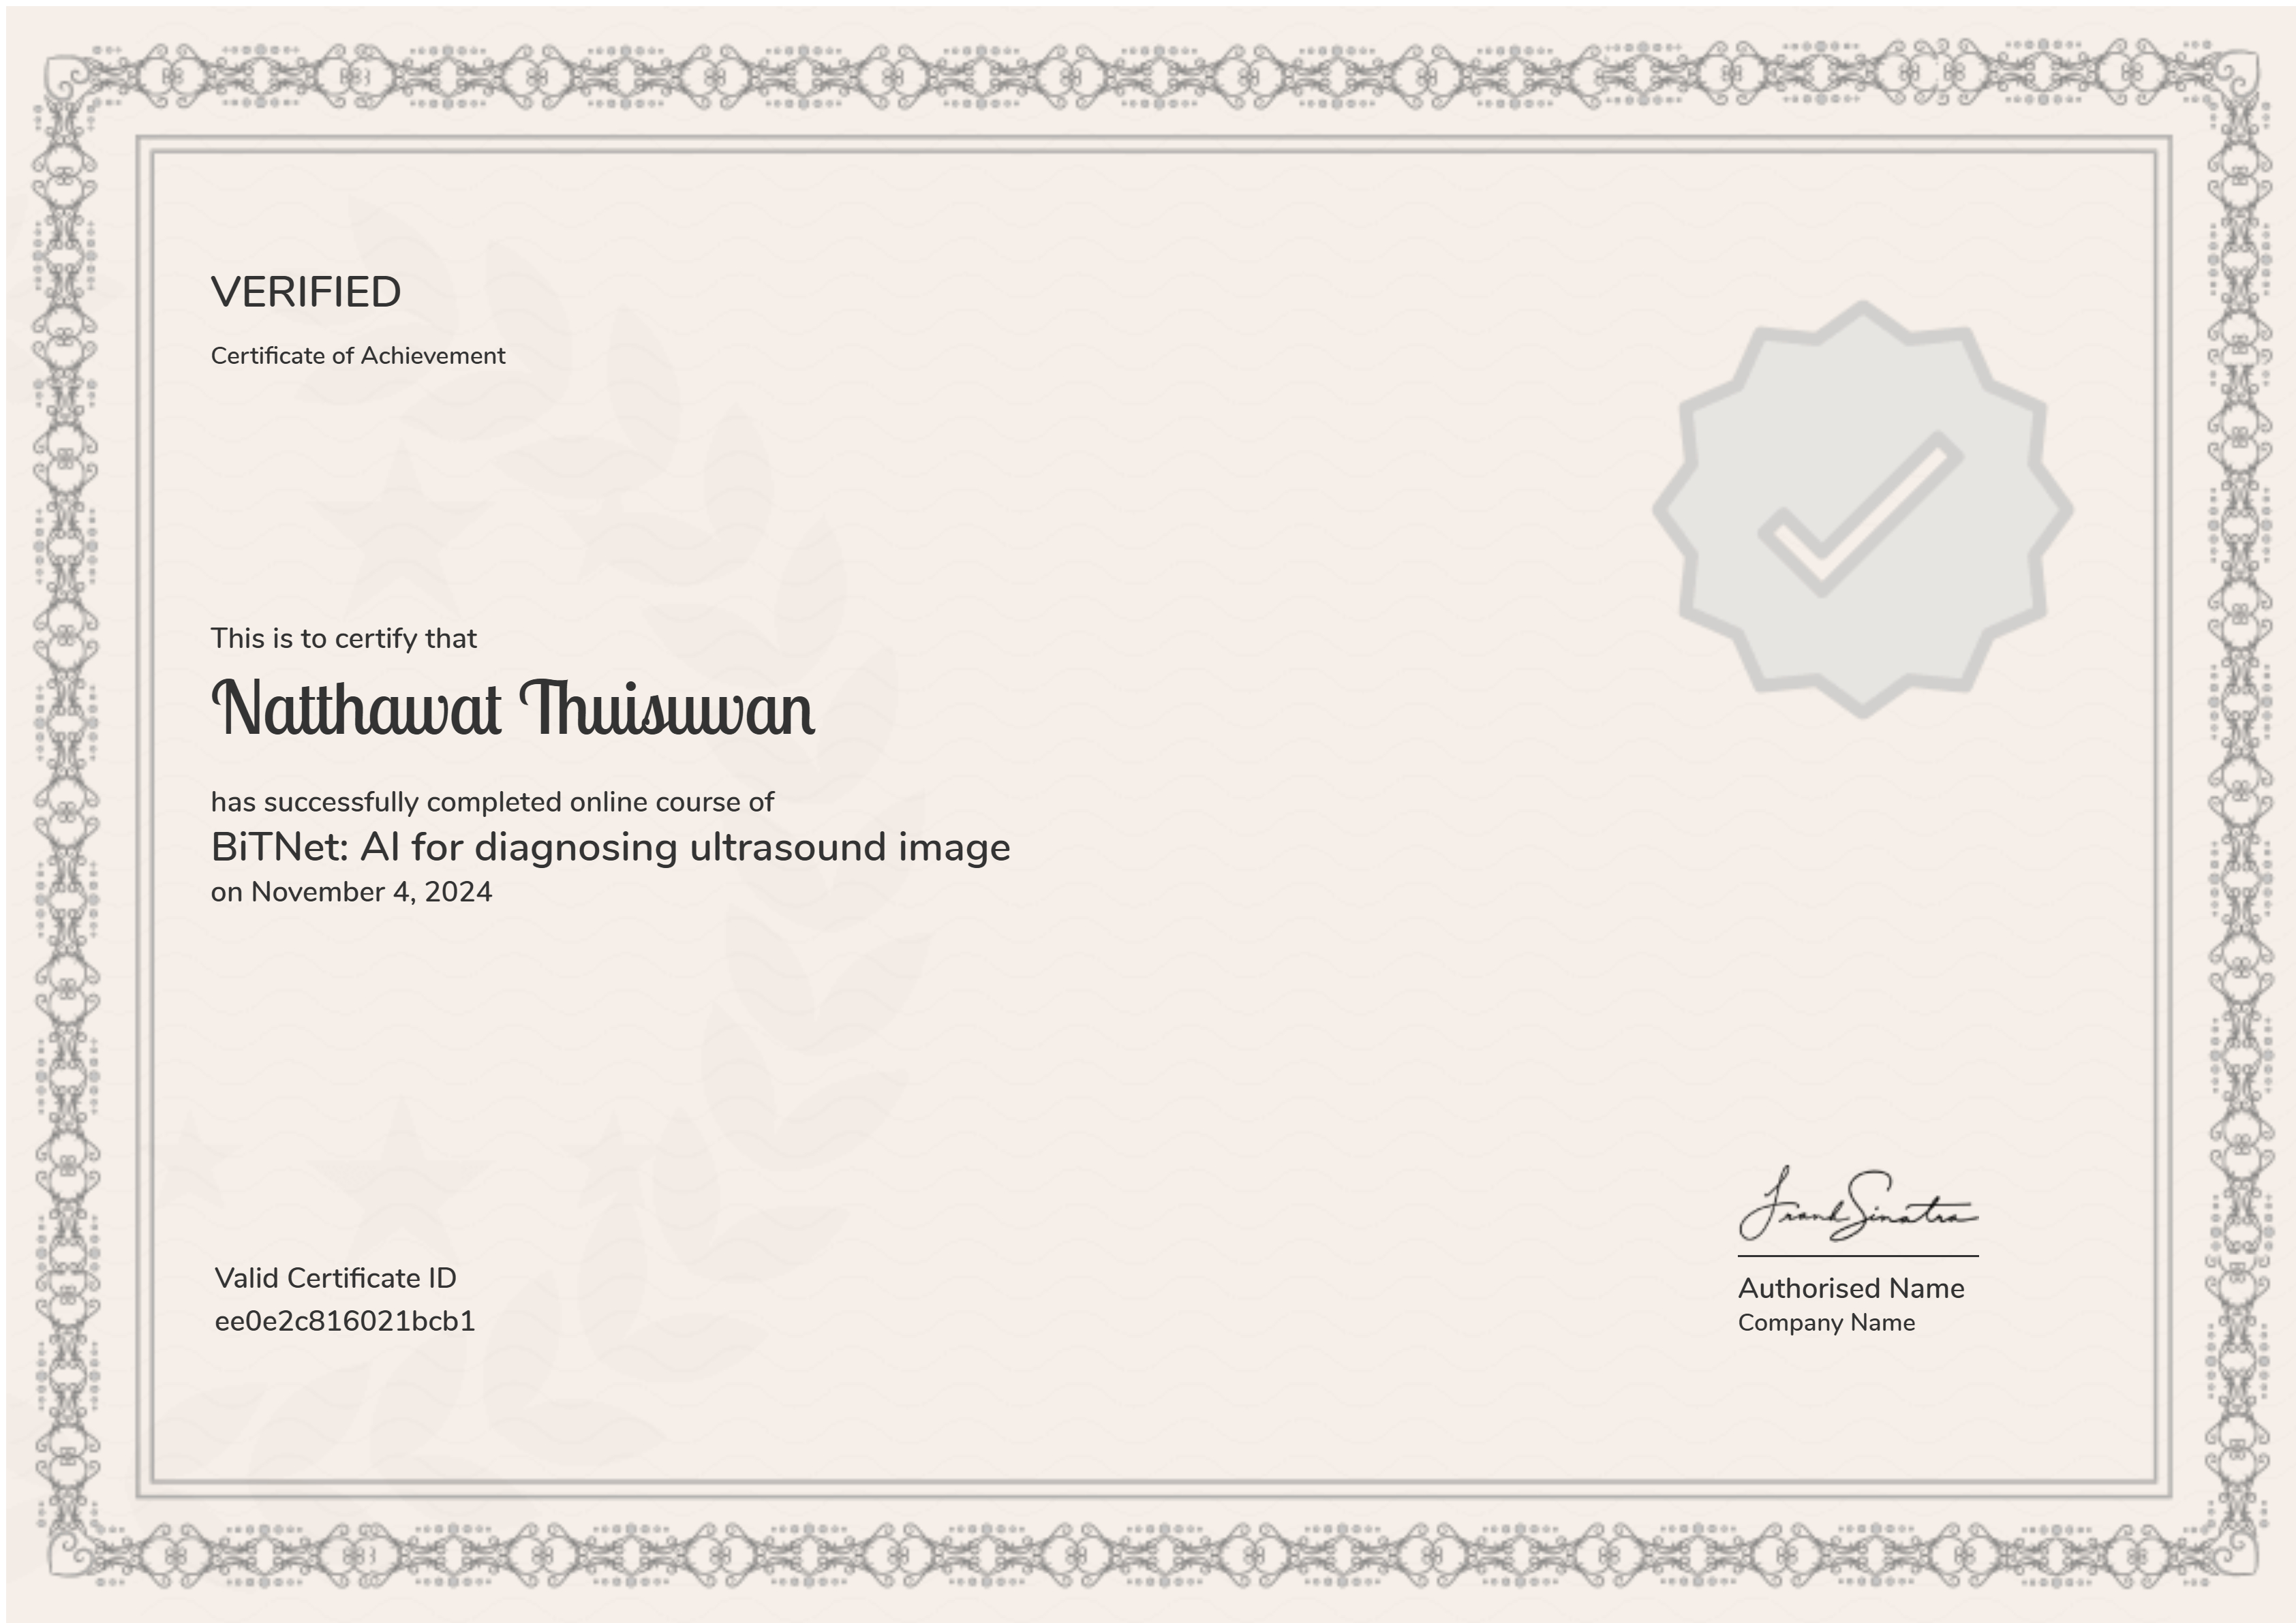 VERIFIED
Certificate of Achievement
This is to certify that
Natthawat Thuisuwan
has successfully completed online course of
BiTNet: AI for diagnosing ultrasound image
on November 4, 2024
Frank Sinatra
Valid Certificate ID
ee0e2c816021bcb1
Authorised Name
Company Name